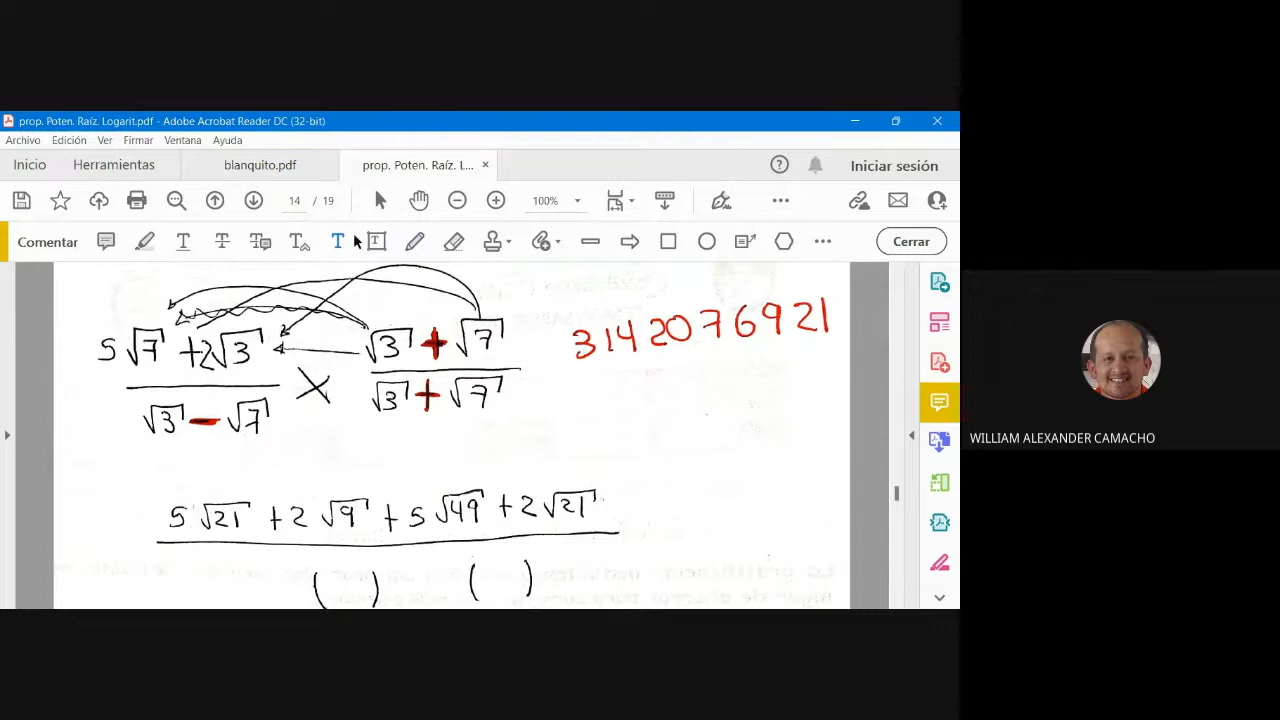 prop. Poten. Raíz. Logarit.pdf - Adobe Acrobat Reader DC (32-bit)
Archivo Edición Ver Firmar Ventana Ayuda
Inicio Herramientas blanquito.pdf prop. Poten. Raíz. L... × Iniciar sesión
14 / 19 100%
Comentar Cerrar
5√7 + 2√3 √3 + √7 3142076921
×
√3 - √7 √3 + √7
5√21 + 2√9 + 5√49 + 2√21
( ) ( )
WILLIAM ALEXANDER CAMACHO